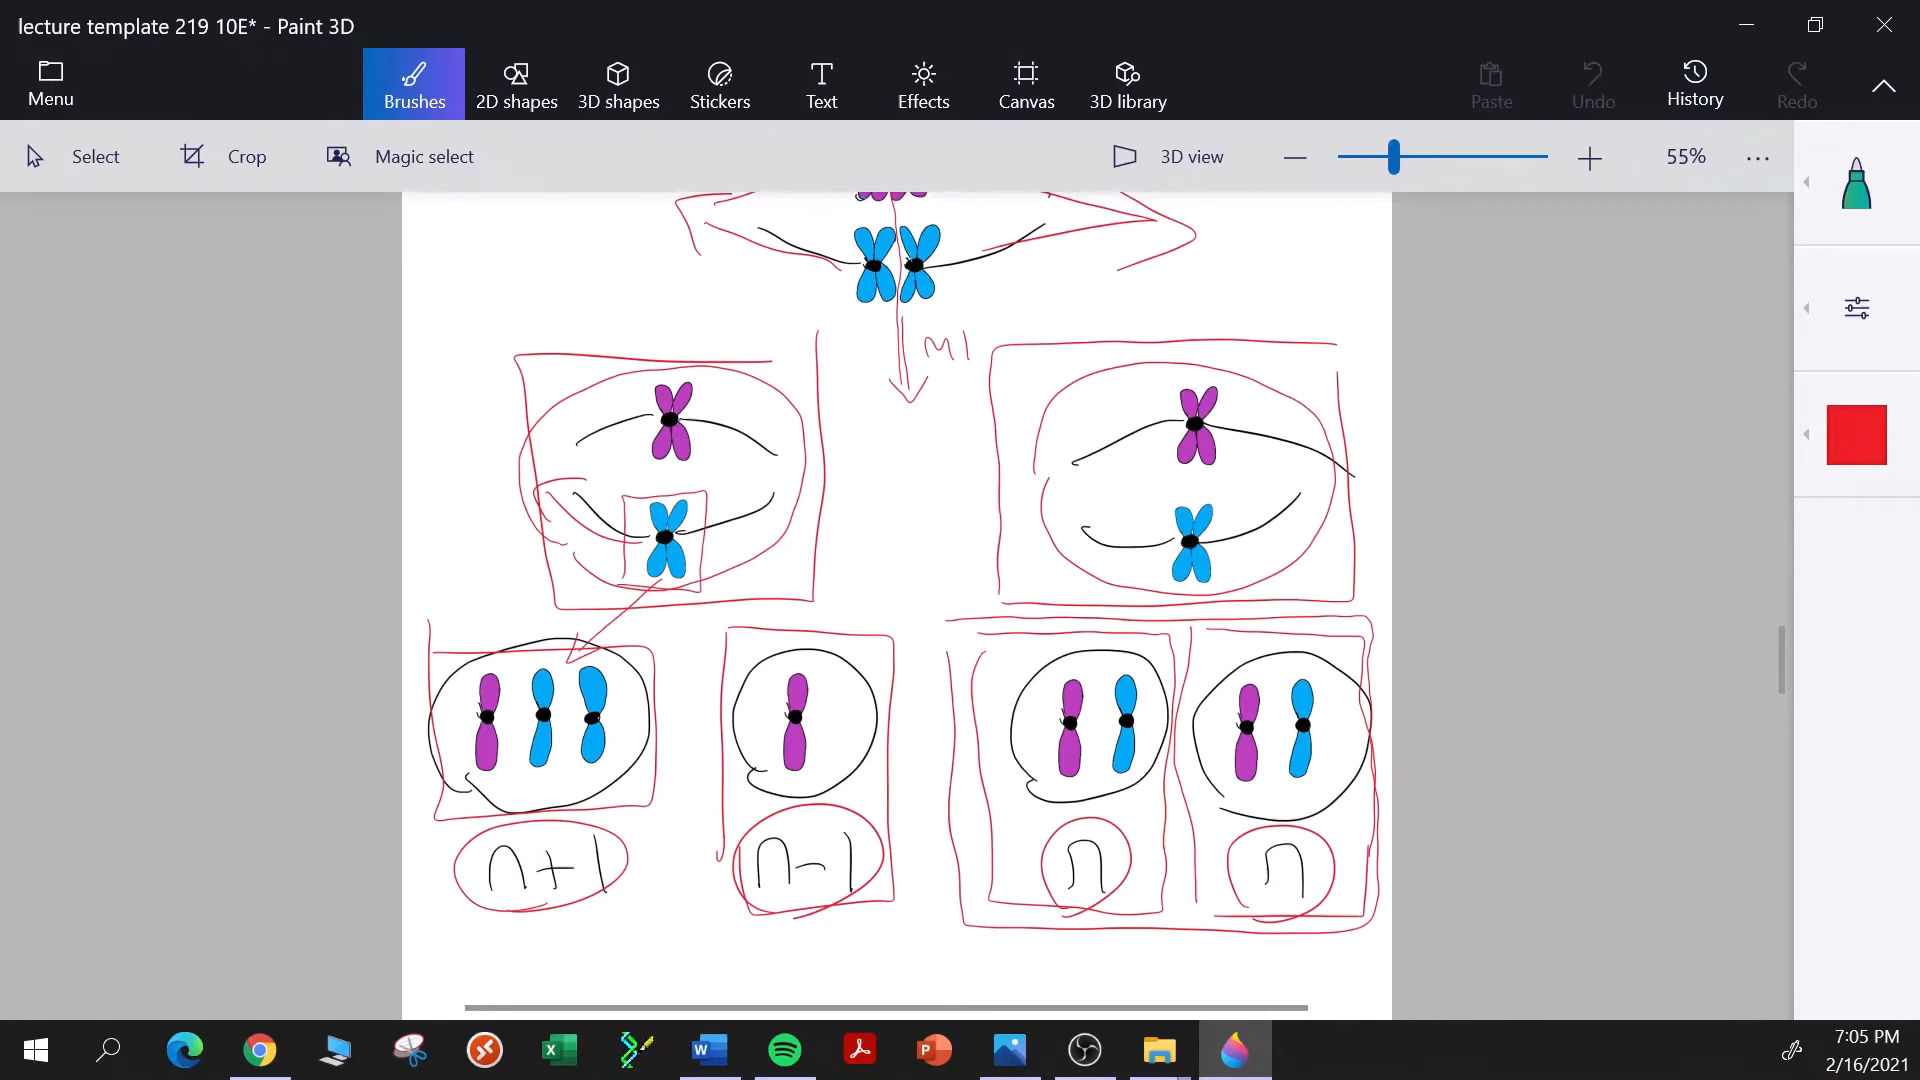 lecture template 219 10E* - Paint 3D
Menu
Brushes
2D shapes
3D shapes
Stickers
Text
Effects
Canvas
3D library
Paste
Undo
History
Redo
Select
Crop
Magic select
3D view
55%
M1
n+1
n-1
n
n
7:05 PM
2/16/2021